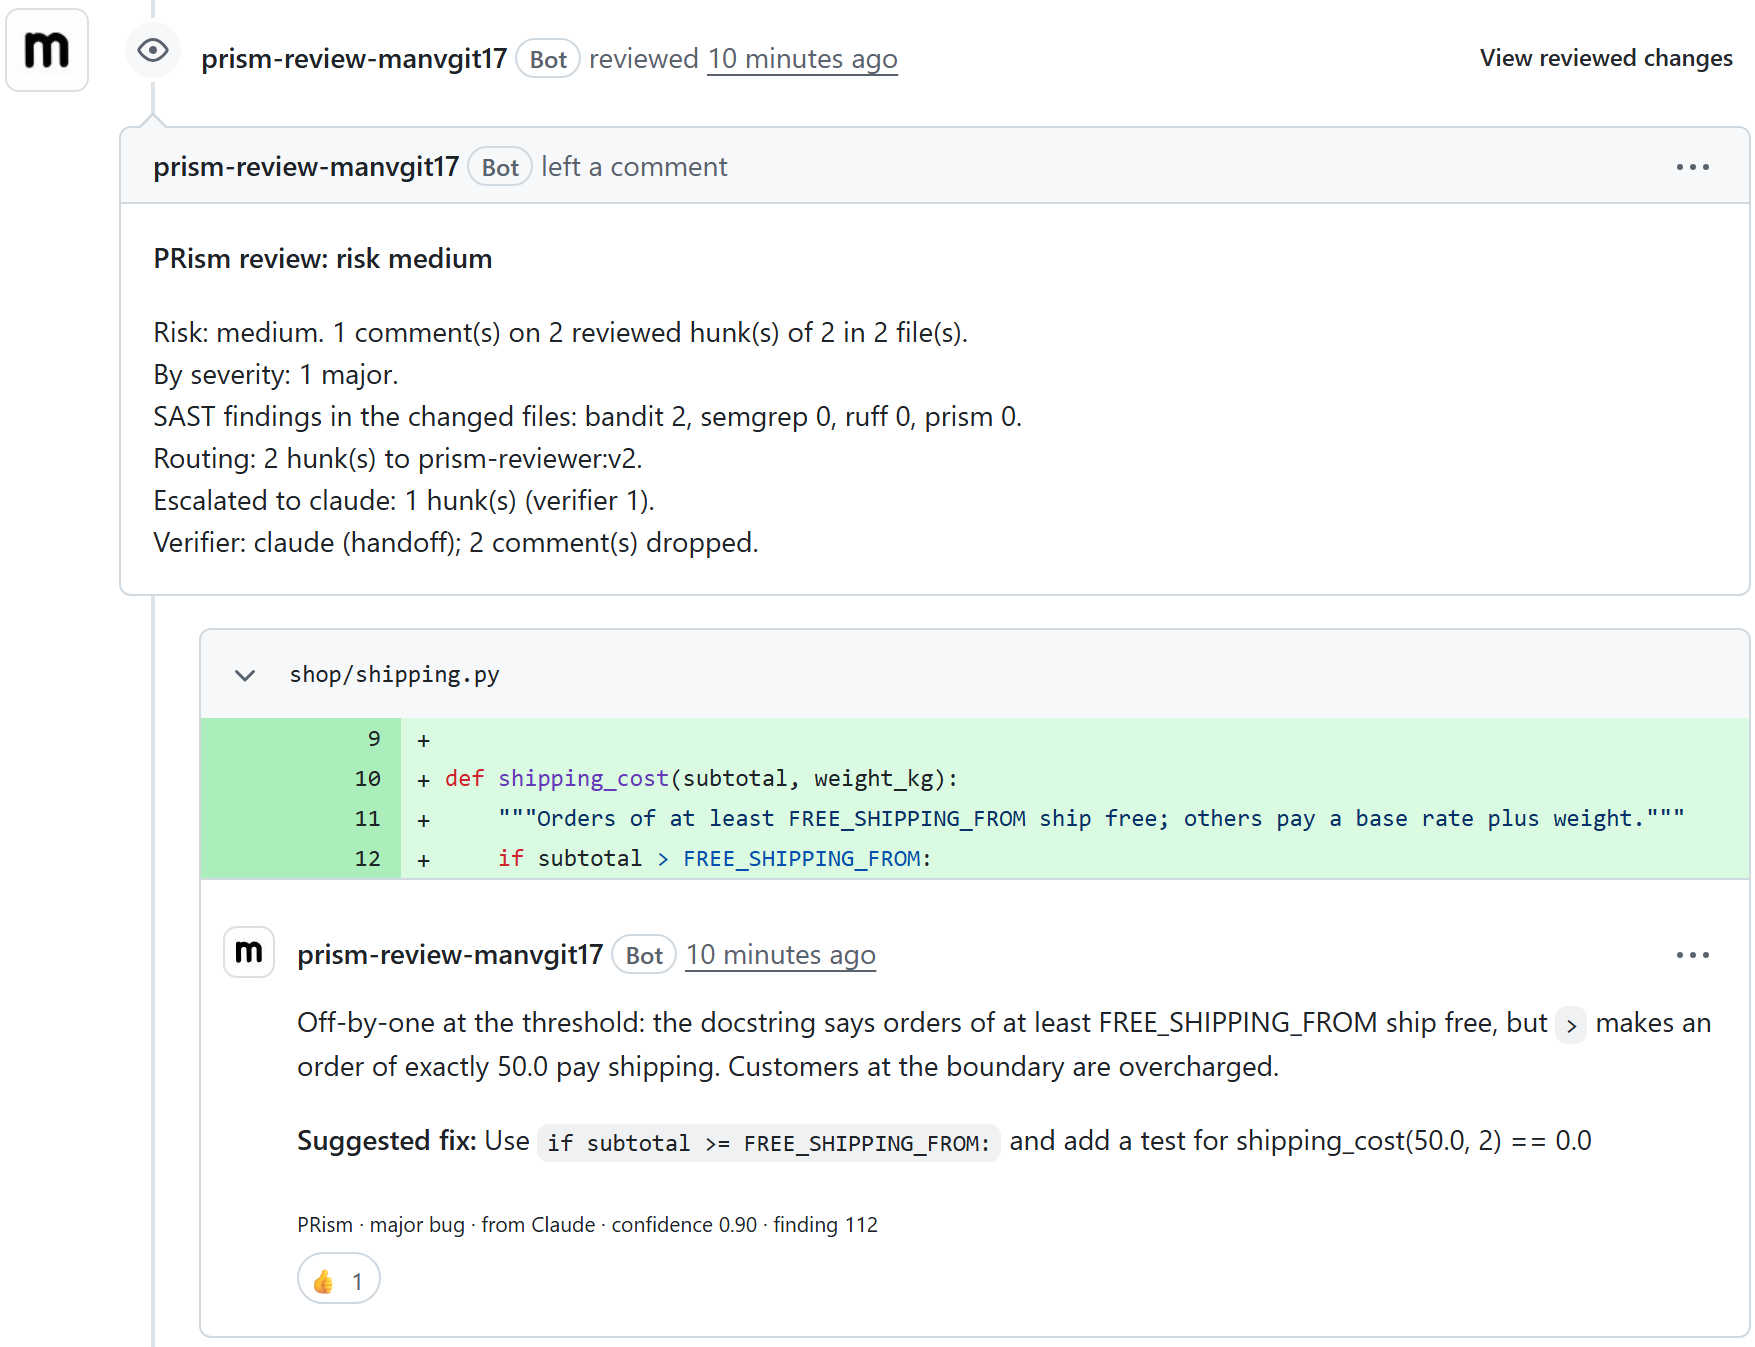 m
prism-review-manvgit17 Bot reviewed 10 minutes ago
View reviewed changes
prism-review-manvgit17 Bot left a comment
PRism review: risk medium
Risk: medium. 1 comment(s) on 2 reviewed hunk(s) of 2 in 2 file(s).
By severity: 1 major.
SAST findings in the changed files: bandit 2, semgrep 0, ruff 0, prism 0.
Routing: 2 hunk(s) to prism-reviewer:v2.
Escalated to claude: 1 hunk(s) (verifier 1).
Verifier: claude (handoff); 2 comment(s) dropped.
shop/shipping.py
9 +
10 + def shipping_cost(subtotal, weight_kg):
11 + """Orders of at least FREE_SHIPPING_FROM ship free; others pay a base rate plus weight."""
12 + if subtotal > FREE_SHIPPING_FROM:
m
prism-review-manvgit17 Bot 10 minutes ago
Off-by-one at the threshold: the docstring says orders of at least FREE_SHIPPING_FROM ship free, but > makes an
order of exactly 50.0 pay shipping. Customers at the boundary are overcharged.
Suggested fix: Use if subtotal >= FREE_SHIPPING_FROM: and add a test for shipping_cost(50.0, 2) == 0.0
PRism · major bug · from Claude · confidence 0.90 · finding 112
👍 1